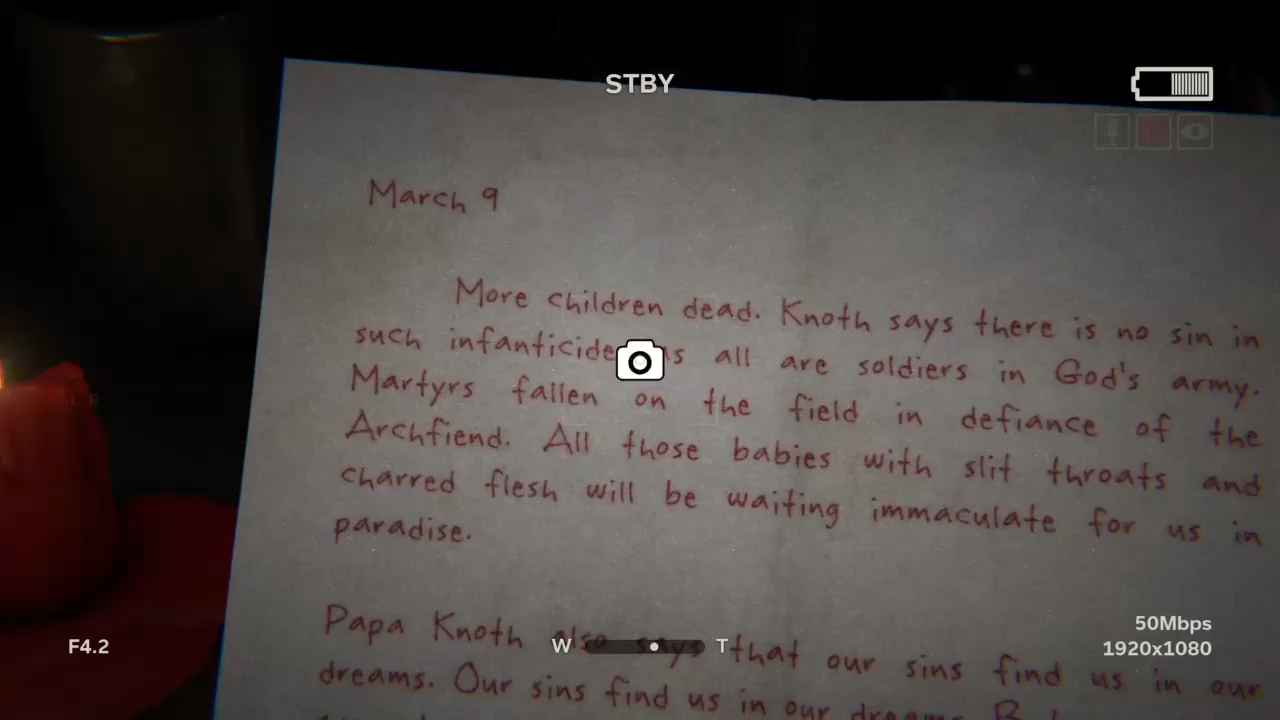 STBY
March 9
More children dead. Knoth says there is no sin in
such infanticide as all are soldiers in God's army.
Martyrs fallen on the field in defiance of the
Archfiend. All those babies with slit throats and
charred flesh will be waiting immaculate for us in
paradise.
Papa Knoth also says that our sins find us in our
dreams. Our sins find us in our dreams.
F4.2
W T
50Mbps
1920x1080